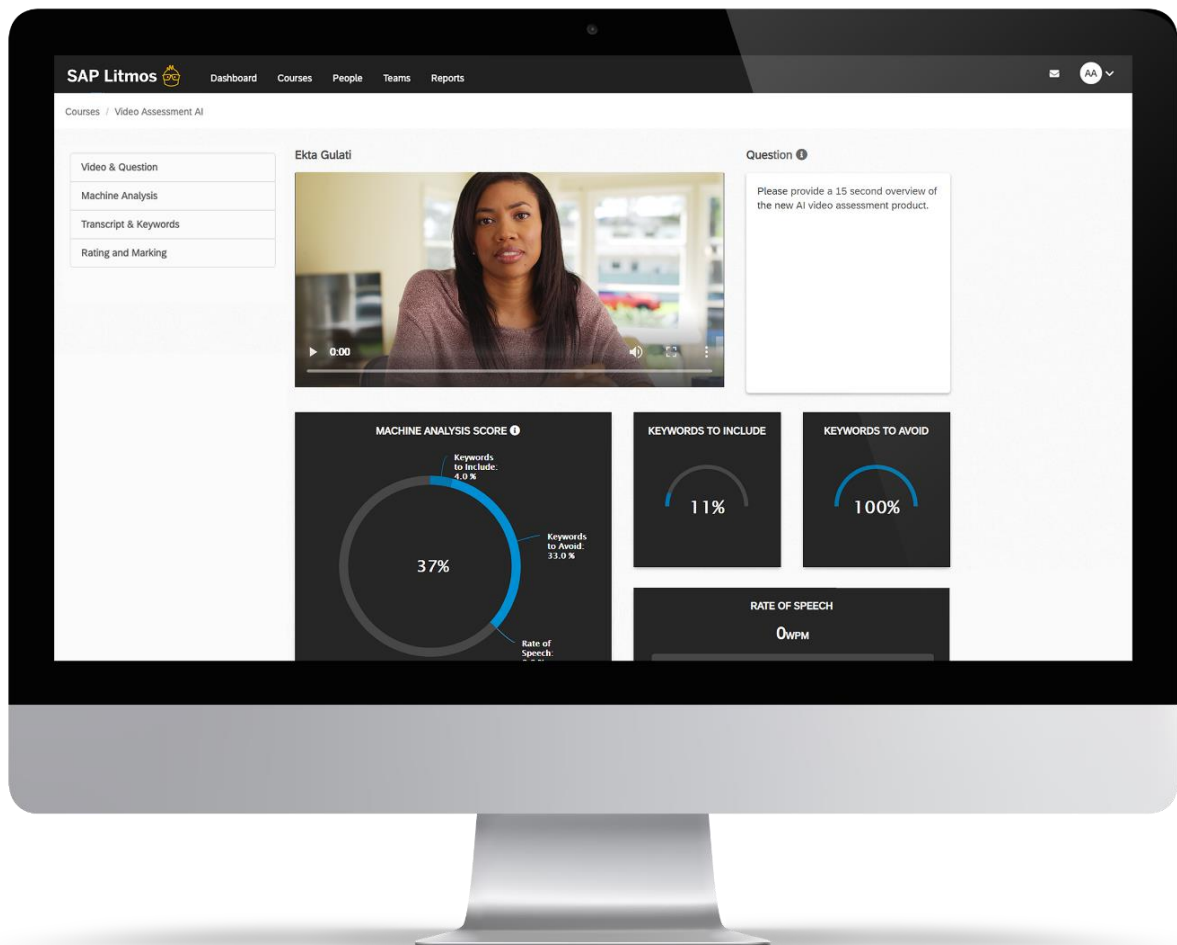 SAP Litmos
Dashboard Courses People Teams Reports
AA
Courses / Video Assessment AI
Video & Question
Machine Analysis
Transcript & Keywords
Rating and Marking
Ekta Gulati
0:00
Question
Please provide a 15 second overview of
the new AI video assessment product.
MACHINE ANALYSIS SCORE
Keywords
to Include:
4.0 %
Keywords
to Avoid:
33.0 %
37%
Rate of
Speech:
KEYWORDS TO INCLUDE
11%
KEYWORDS TO AVOID
100%
RATE OF SPEECH
0WPM